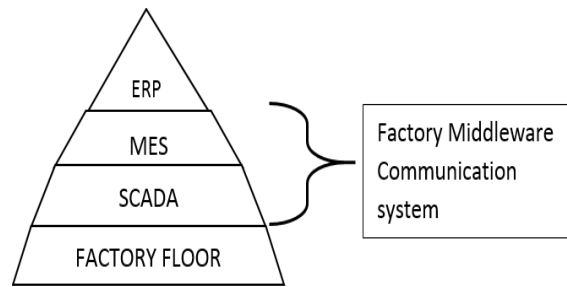 ERP
MES
SCADA
FACTORY FLOOR
Factory Middleware
Communication
system